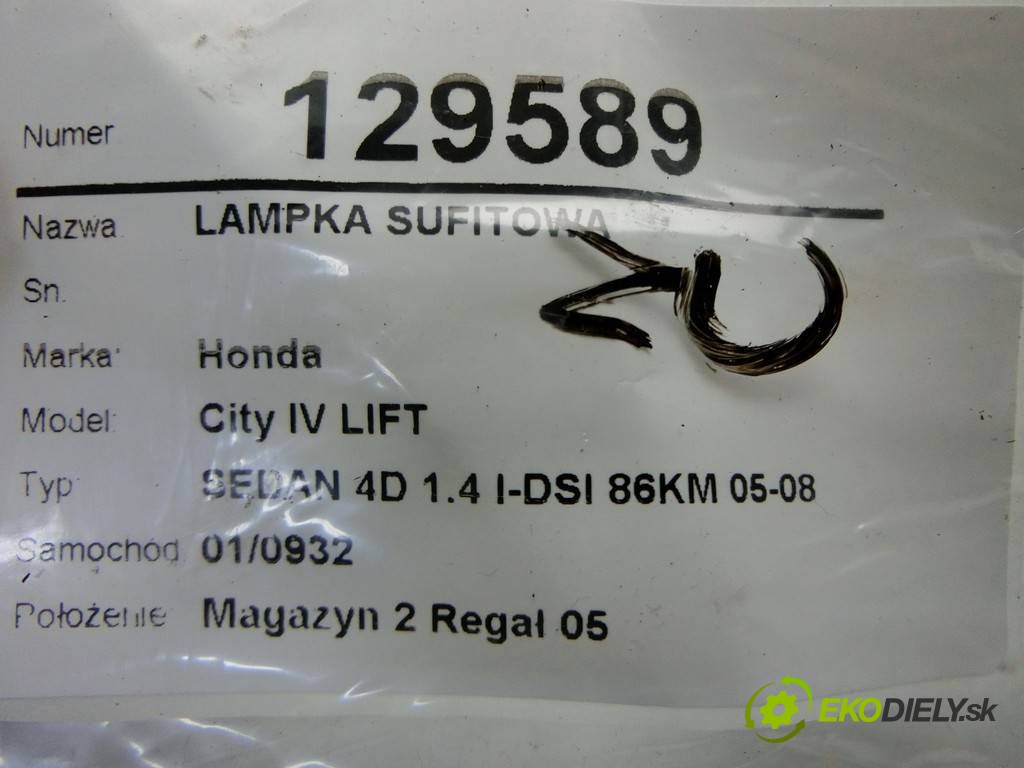 Numer 129589
Nazwa LAMPKA SUFITOWA
Sn.
Marka: Honda
Model: City IV LIFT
Typ SEDAN 4D 1.4 I-DSI 86KM 05-08
Samochód 01/0932
Położenie Magazyn 2 Regał 05
EKODIELY.sk